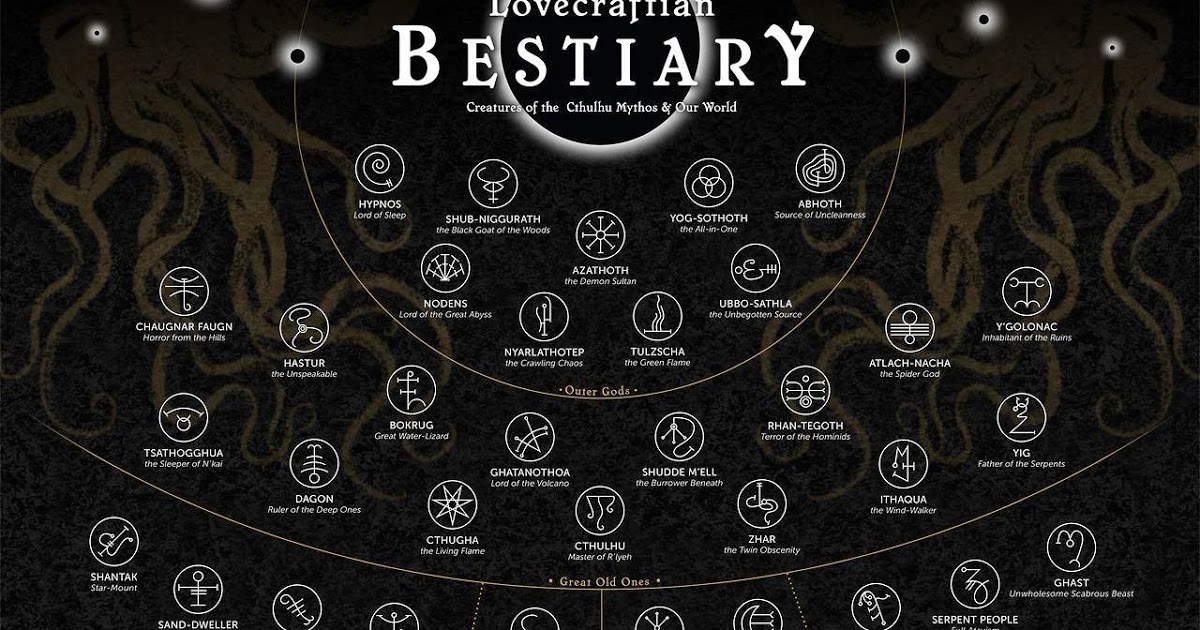 Lovecraftian
BESTIARY
Creatures of the Cthulhu Mythos & Our World
HYPNOS
Lord of Sleep
SHUB-NIGGURATH
the Black Goat of the Woods
YOG-SOTHOTH
the All-in-One
ABHOTH
Source of Uncleanness
AZATHOTH
the Demon Sultan
NODENS
Lord of the Great Abyss
UBBO-SATHLA
the Unbegotten Source
NYARLATHOTEP
the Crawling Chaos
TULZSCHA
the Green Flame
• Outer Gods •
CHAUGNAR FAUGN
Horror from the Hills
HASTUR
the Unspeakable
ATLACH-NACHA
the Spider God
Y'GOLONAC
Inhabitant of the Ruins
BOKRUG
Great Water-Lizard
RHAN-TEGOTH
Terror of the Hominids
TSATHOGGHUA
the Sleeper of N'kai
GHATANOTHOA
Lord of the Volcano
SHUDDE M'ELL
the Burrower Beneath
YIG
Father of the Serpents
DAGON
Ruler of the Deep Ones
ITHAQUA
the Wind-Walker
CTHUGHA
the Living Flame
CTHULHU
Master of R'lyeh
ZHAR
the Twin Obscenity
• Great Old Ones •
SHANTAK
Star-Mount
GHAST
Unwholesome Scabrous Beast
SAND-DWELLER
SERPENT PEOPLE